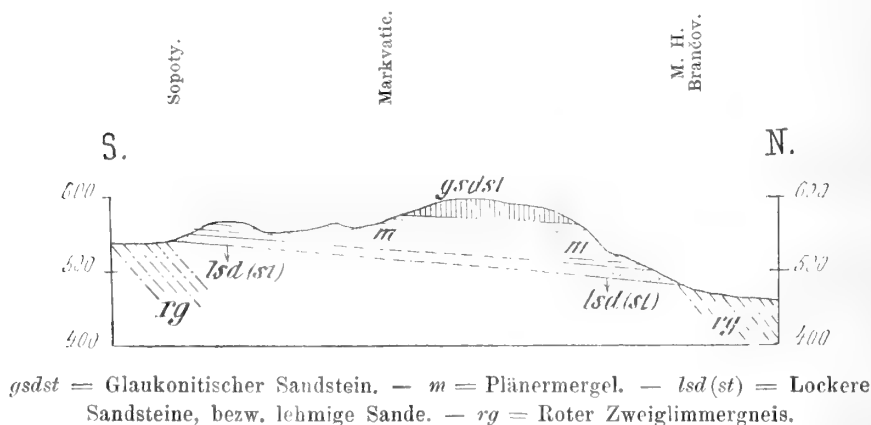 Sopoty.
Markvatic.
M. H.
Brančov.
S.
N.
600
gsdst
600
m
m
500
lsd(st)
500
lsd(st)
rg
rg
400
400
gsdst = Glaukonitischer Sandstein. — m = Plänermergel. — lsd(st) = Lockere
Sandsteine, bezw. lehmige Sande. — rg = Roter Zweiglimmergneis.